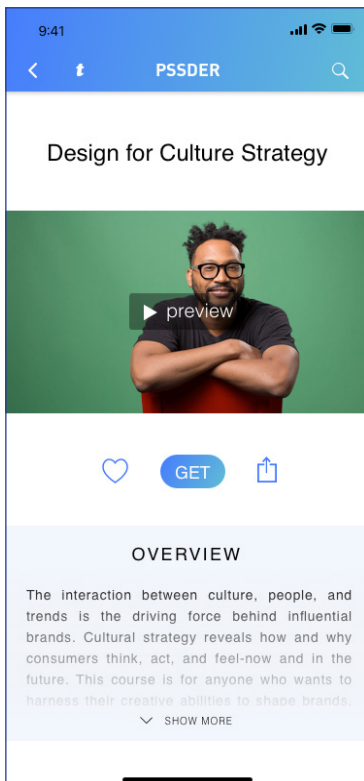 9:41
t PSSDER
Design for Culture Strategy
preview
GET
OVERVIEW
The interaction between culture, people, and
trends is the driving force behind influential
brands. Cultural strategy reveals how and why
consumers think, act, and feel-now and in the
future. This course is for anyone who wants to
harness their creative abilities to shape brands,
SHOW MORE